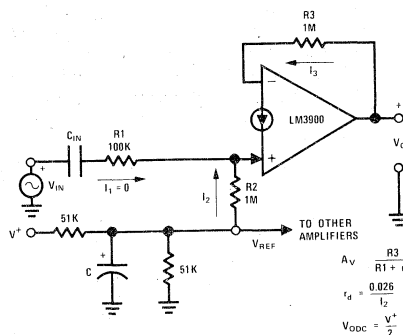 R3
1M
I3
−
LM3900
+
CIN
R1
100K
+
VIN
I1 = 0
I2
R2
1M
+
V+
51K
+
C
51K
VREF
TO OTHER
AMPLIFIERS
AV
R3
R1 +
rd = 0.026
I2
VODC = V+
2